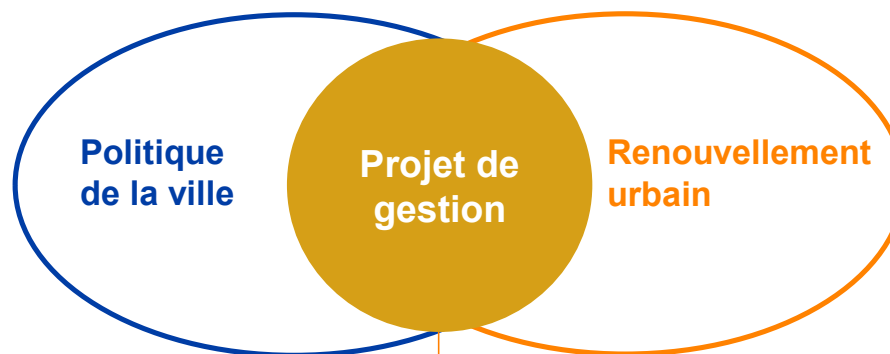 Politique
de la ville
Projet de
gestion
Renouvellement
urbain